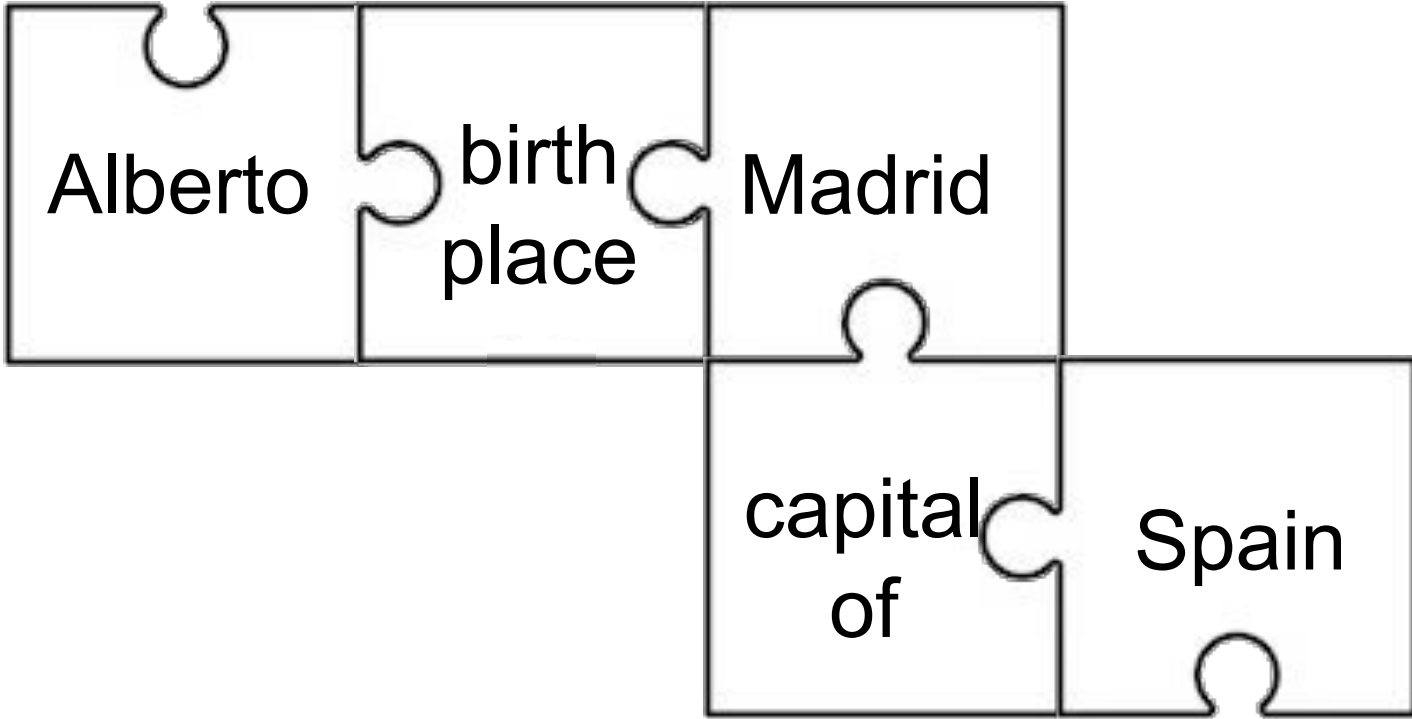 Alberto
birth
place
Madrid
capital
of
Spain